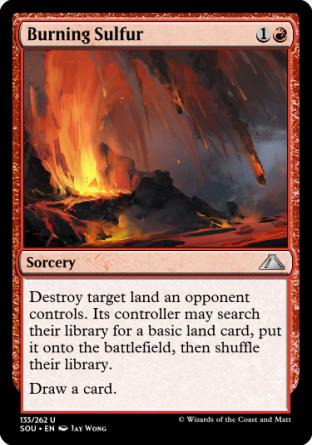 Burning Sulfur 1
Sorcery
Destroy target land an opponent
controls. Its controller may search
their library for a basic land card, put
it onto the battlefield, then shuffle
their library.
Draw a card.
133/262 U
SOU • EN Jay Wong
© Wizards of the Coast and Matt